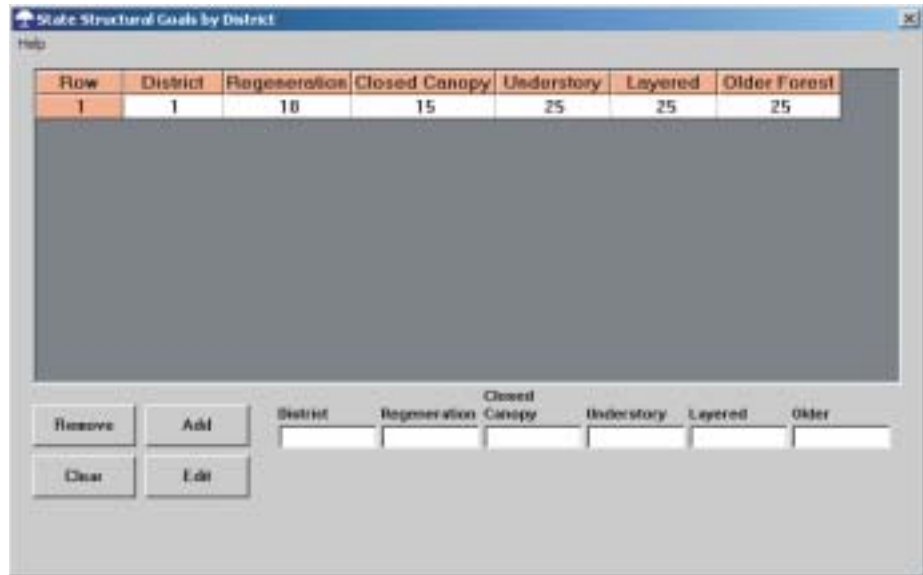 State Structural Goals by District
Help
Row District Regeneration Closed Canopy Understory Layered Older Forest
1 1 10 15 25 25 25
Remove Add
Clear Edit
District Regeneration Closed Canopy Understory Layered Older